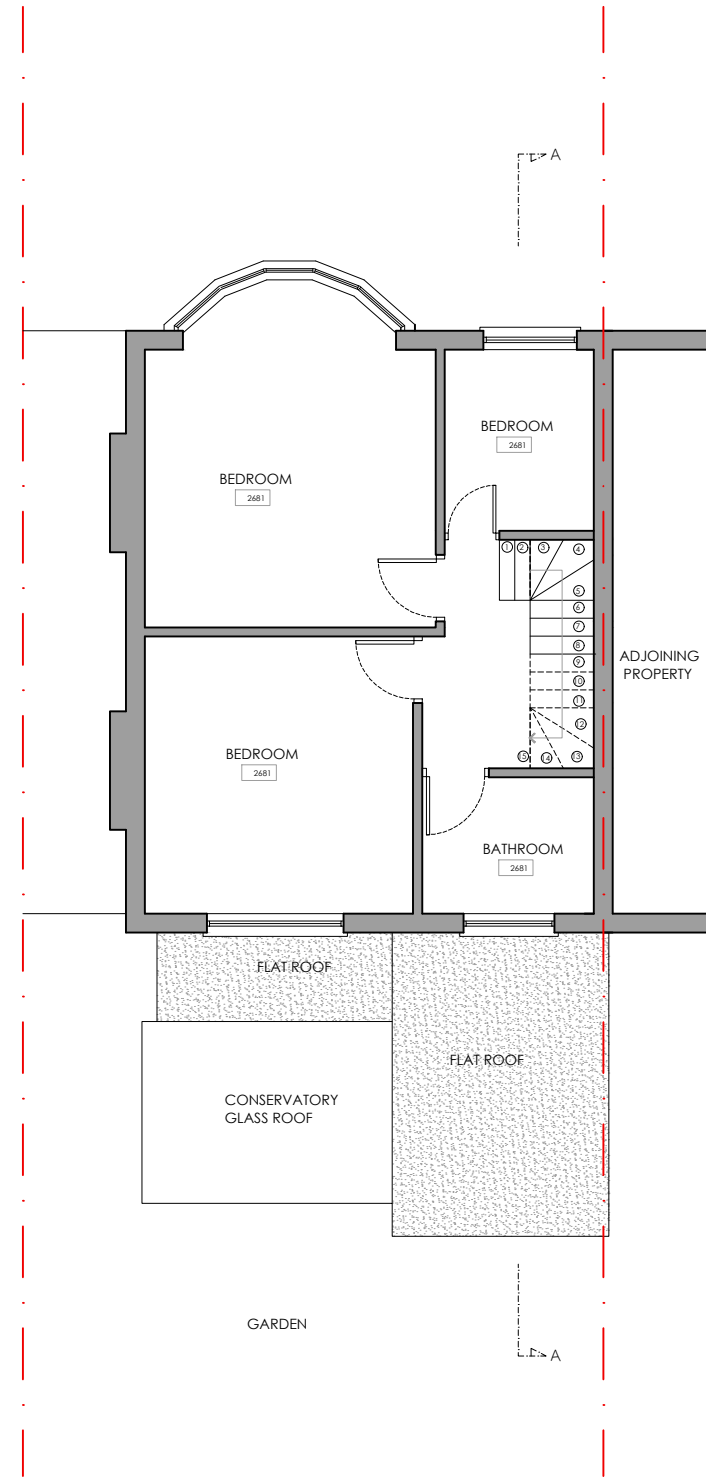 A
BEDROOM
2681
BEDROOM
2681
1
2
3
4
5
6
7
8
9
10
11
12
13
14
15
ADJOINING
PROPERTY
BEDROOM
2681
BATHROOM
2681
FLAT ROOF
FLAT ROOF
CONSERVATORY
GLASS ROOF
GARDEN
A